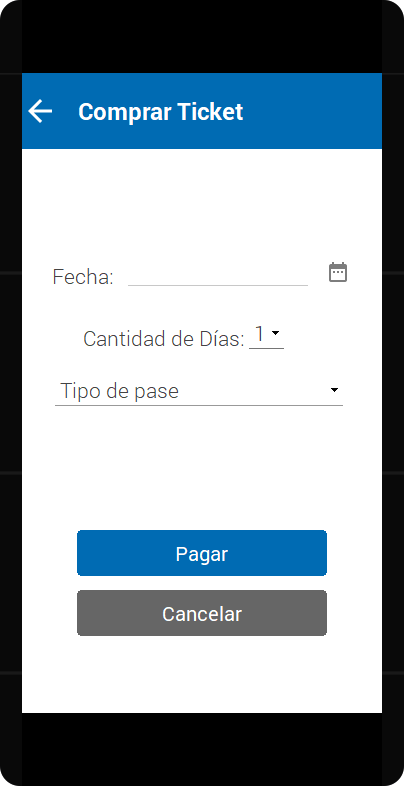 Comprar Ticket
Fecha:
Cantidad de Días: 1
Tipo de pase
Pagar
Cancelar